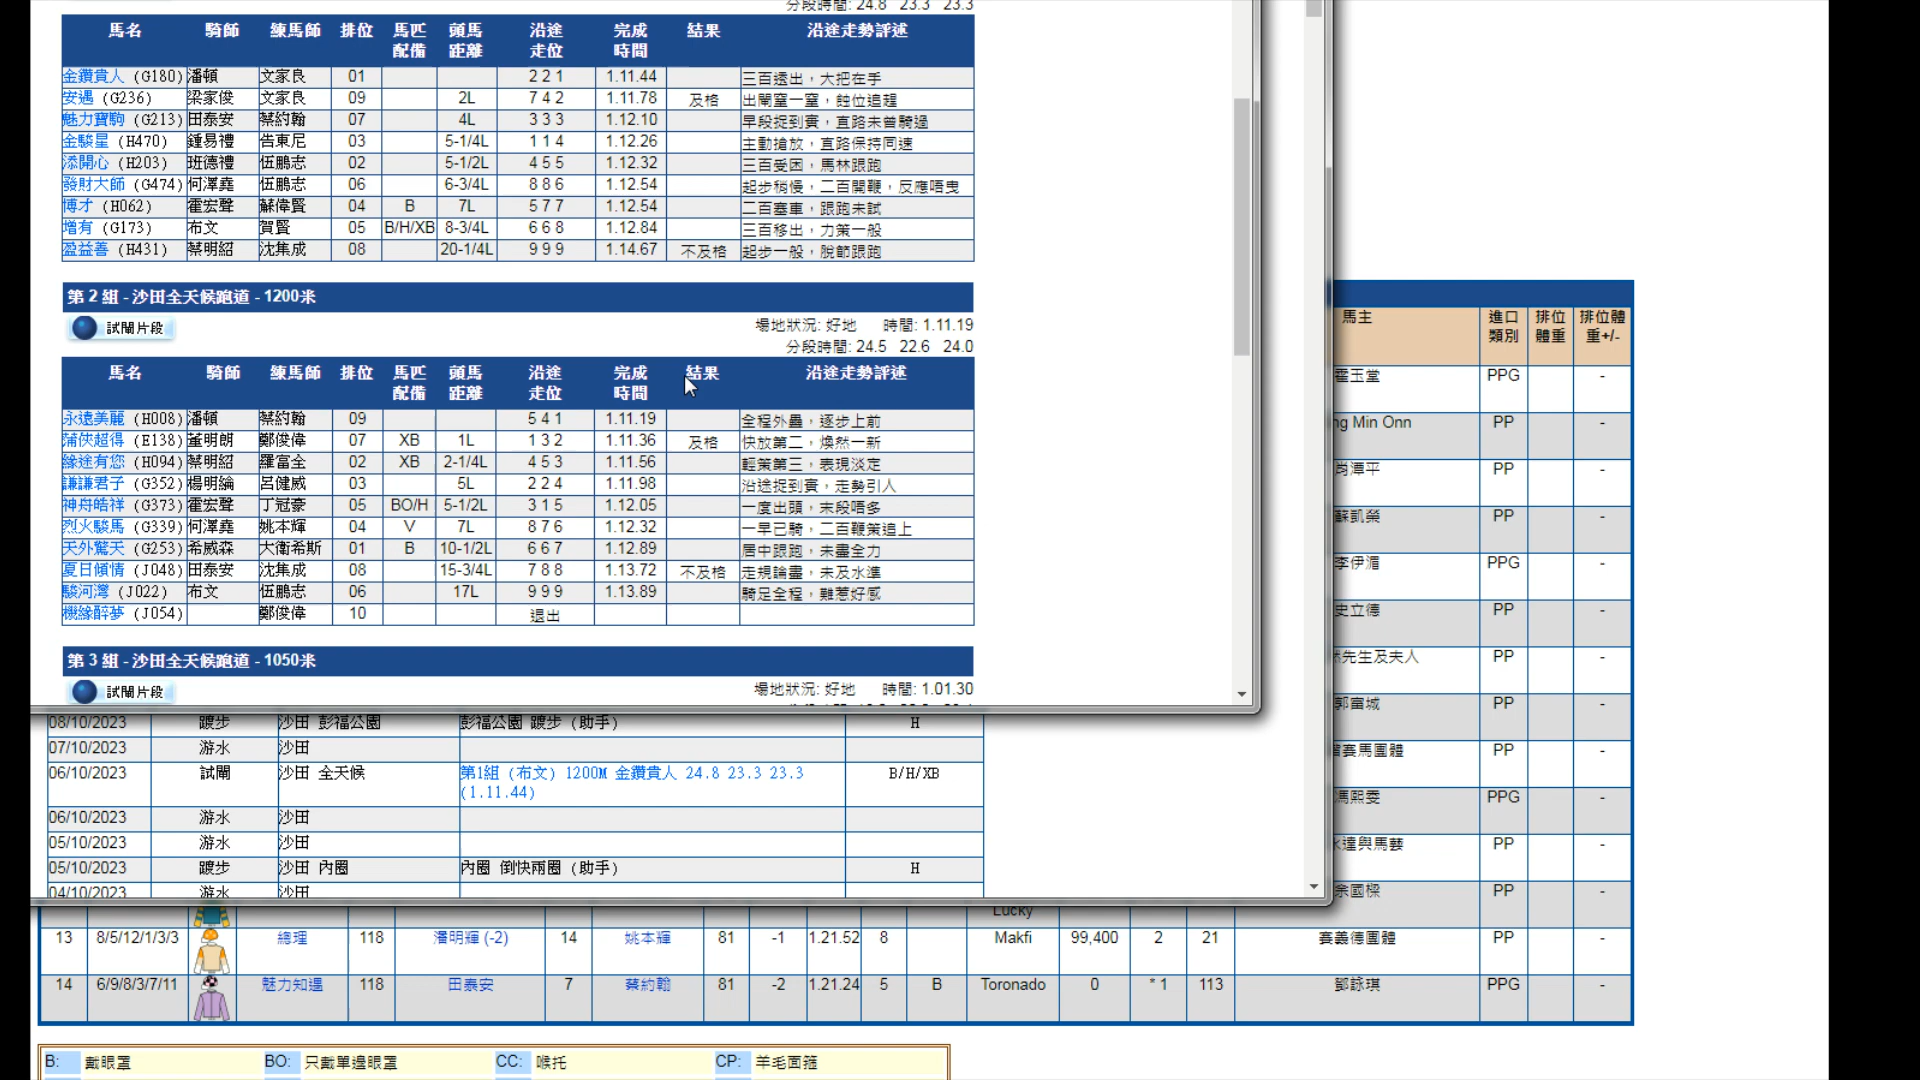 分段時間: 24.8 23.3 23.3
馬名 騎師 練馬師 排位 馬匹配備 頭馬距離 沿途走位 完成時間 結果 沿途走勢評述
金鑽貴人 (G180) 潘頓 文家良 01 2 2 1 1.11.44 三百透出，大把在手
安遇 (G236) 梁家俊 文家良 09 2L 7 4 2 1.11.78 及格 出閘窒一窒，蝕位追趕
魅力寶駒 (G213) 田泰安 蔡約翰 07 4L 3 3 3 1.12.10 早段捉到實，直路未曾騎過
金駿星 (H470) 鍾易禮 告東尼 03 5-1/4L 1 1 4 1.12.26 主動搶放，直路保持同速
添開心 (H203) 班德禮 伍鵬志 02 5-1/2L 4 5 5 1.12.32 三百受困，馬林跟跑
發財大師 (G474) 何澤堯 伍鵬志 06 6-3/4L 8 8 6 1.12.54 起步稍慢，二百開鞭，反應唔曳
博才 (H062) 霍宏聲 蘇偉賢 04 B 7L 5 7 7 1.12.54 二百塞車，跟跑未試
增有 (G173) 布文 賀賢 05 B/H/XB 8-3/4L 6 6 8 1.12.84 三百移出，力策一般
盈益善 (H431) 蔡明紹 沈集成 08 20-1/4L 9 9 9 1.14.67 不及格 起步一般，脫節跟跑
第 2 組 - 沙田全天候跑道 - 1200米
試閘片段 場地狀況: 好地 時間: 1.11.19
分段時間: 24.5 22.6 24.0
馬名 騎師 練馬師 排位 馬匹配備 頭馬距離 沿途走位 完成時間 結果 沿途走勢評述
永遠美麗 (H008) 潘頓 蔡約翰 09 5 4 1 1.11.19 全程外疊，逐步上前
蒲俠超得 (E138) 董明朗 鄭俊偉 07 XB 1L 1 3 2 1.11.36 及格 快放第二，煥然一新
緣途有您 (H094) 蔡明紹 羅富全 02 XB 2-1/4L 4 5 3 1.11.56 輕策第三，表現淡定
謙謙君子 (G352) 楊明綸 呂健威 03 5L 2 2 4 1.11.98 沿途捉到實，走勢引人
神舟皓祥 (G373) 霍宏聲 丁冠豪 05 BO/H 5-1/2L 3 1 5 1.12.05 一度出頭，末段唔多
烈火駿馬 (G339) 何澤堯 姚本輝 04 V 7L 8 7 6 1.12.32 一早已騎，二百鞭策追上
天外驚天 (G253) 希威森 大衛希斯 01 B 10-1/2L 6 6 7 1.12.89 居中跟跑，未盡全力
夏日傾情 (J048) 田泰安 沈集成 08 15-3/4L 7 8 8 1.13.72 不及格 走規論盡，未及水準
駿河灣 (J022) 布文 伍鵬志 06 17L 9 9 9 1.13.89 騎足全程，難惹好感
機緣醉夢 (J054) 鄭俊偉 10 退出
第 3 組 - 沙田全天候跑道 - 1050米
試閘片段 場地狀況: 好地 時間: 1.01.30
08/10/2023 踱步 沙田 彭福公園 彭福公園 踱步 (助手) H
07/10/2023 游水 沙田
06/10/2023 試閘 沙田 全天候 第1組 (布文) 1200M 金鑽貴人 24.8 23.3 23.3 B/H/XB
(1.11.44)
06/10/2023 游水 沙田
05/10/2023 游水 沙田
05/10/2023 踱步 沙田 內圈 內圈 倒快兩圈 (助手) H
04/10/2023 游水 沙田
馬主 進口類別 排位體重 排位體重+/-
霍玉堂 PPG -
ng Min Onn PP -
潭平 PP -
蘇凱榮 PP -
李伊湄 PPG -
史立德 PP -
先生及夫人 PP -
郭富城 PP -
賽馬團體 PP -
馮熙雯 PPG -
達與馬藝 PP -
余國樑 PP -
Lucky
13 8/5/12/1/3/3 總理 118 潘明輝 (-2) 14 姚本輝 81 -1 1.21.52 8 Makfi 99,400 2 21 賽義德團體 PP -
14 6/9/8/3/7/11 魅力知遇 118 田泰安 7 蔡約翰 81 -2 1.21.24 5 B Toronado 0 * 1 113 鄧詠琪 PPG -
B: 戴眼罩 BO: 只戴單邊眼罩 CC: 喉托 CP: 羊毛面箍